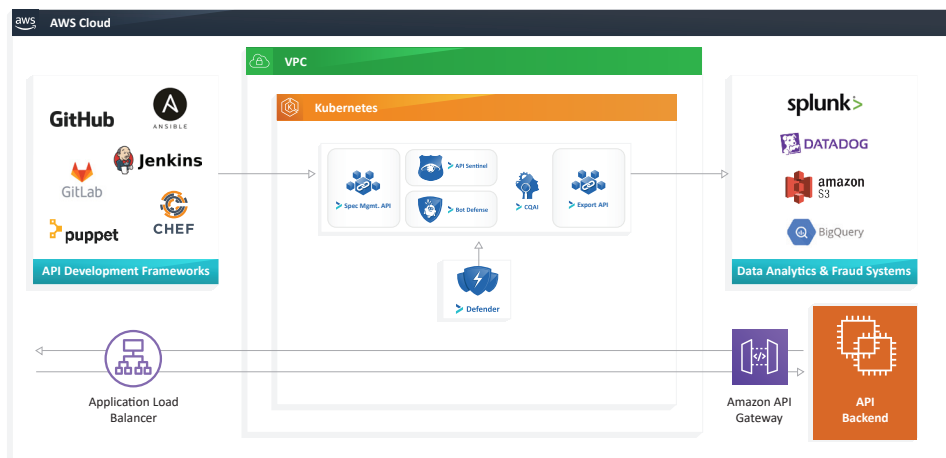 aws
AWS Cloud
VPC
Kubernetes
GitHub
ANSIBLE
Jenkins
GitLab
CHEF
puppet
API Development Frameworks
Spec Mgmt. API
API Sentinel
Bot Defense
CQAI
Export API
Defender
splunk>
DATADOG
amazon
S3
BigQuery
Data Analytics & Fraud Systems
Application Load
Balancer
Amazon API
Gateway
API
Backend